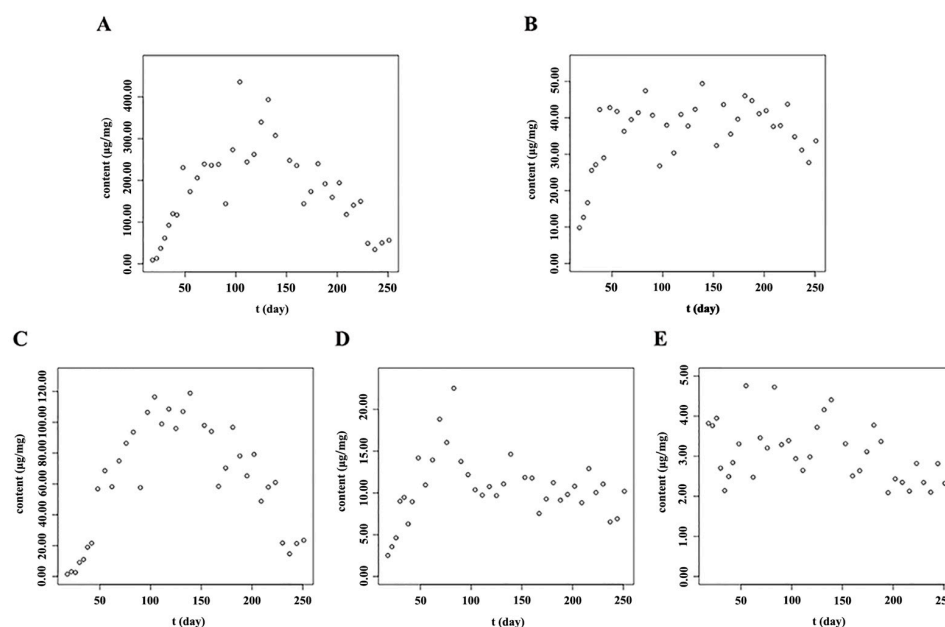 A
content (μg/mg)
0.00 100.00 200.00 300.00 400.00
50 100 150 200 250
t (day)
B
content (μg/mg)
0.00 10.00 20.00 30.00 40.00 50.00
50 100 150 200 250
t (day)
C
content (μg/mg)
0.00 20.00 40.00 60.00 80.00 100.00 120.00
50 100 150 200 250
t (day)
D
content (μg/mg)
0.00 5.00 10.00 15.00 20.00
50 100 150 200 250
t (day)
E
content (μg/mg)
0.00 1.00 2.00 3.00 4.00 5.00
50 100 150 200 250
t (day)